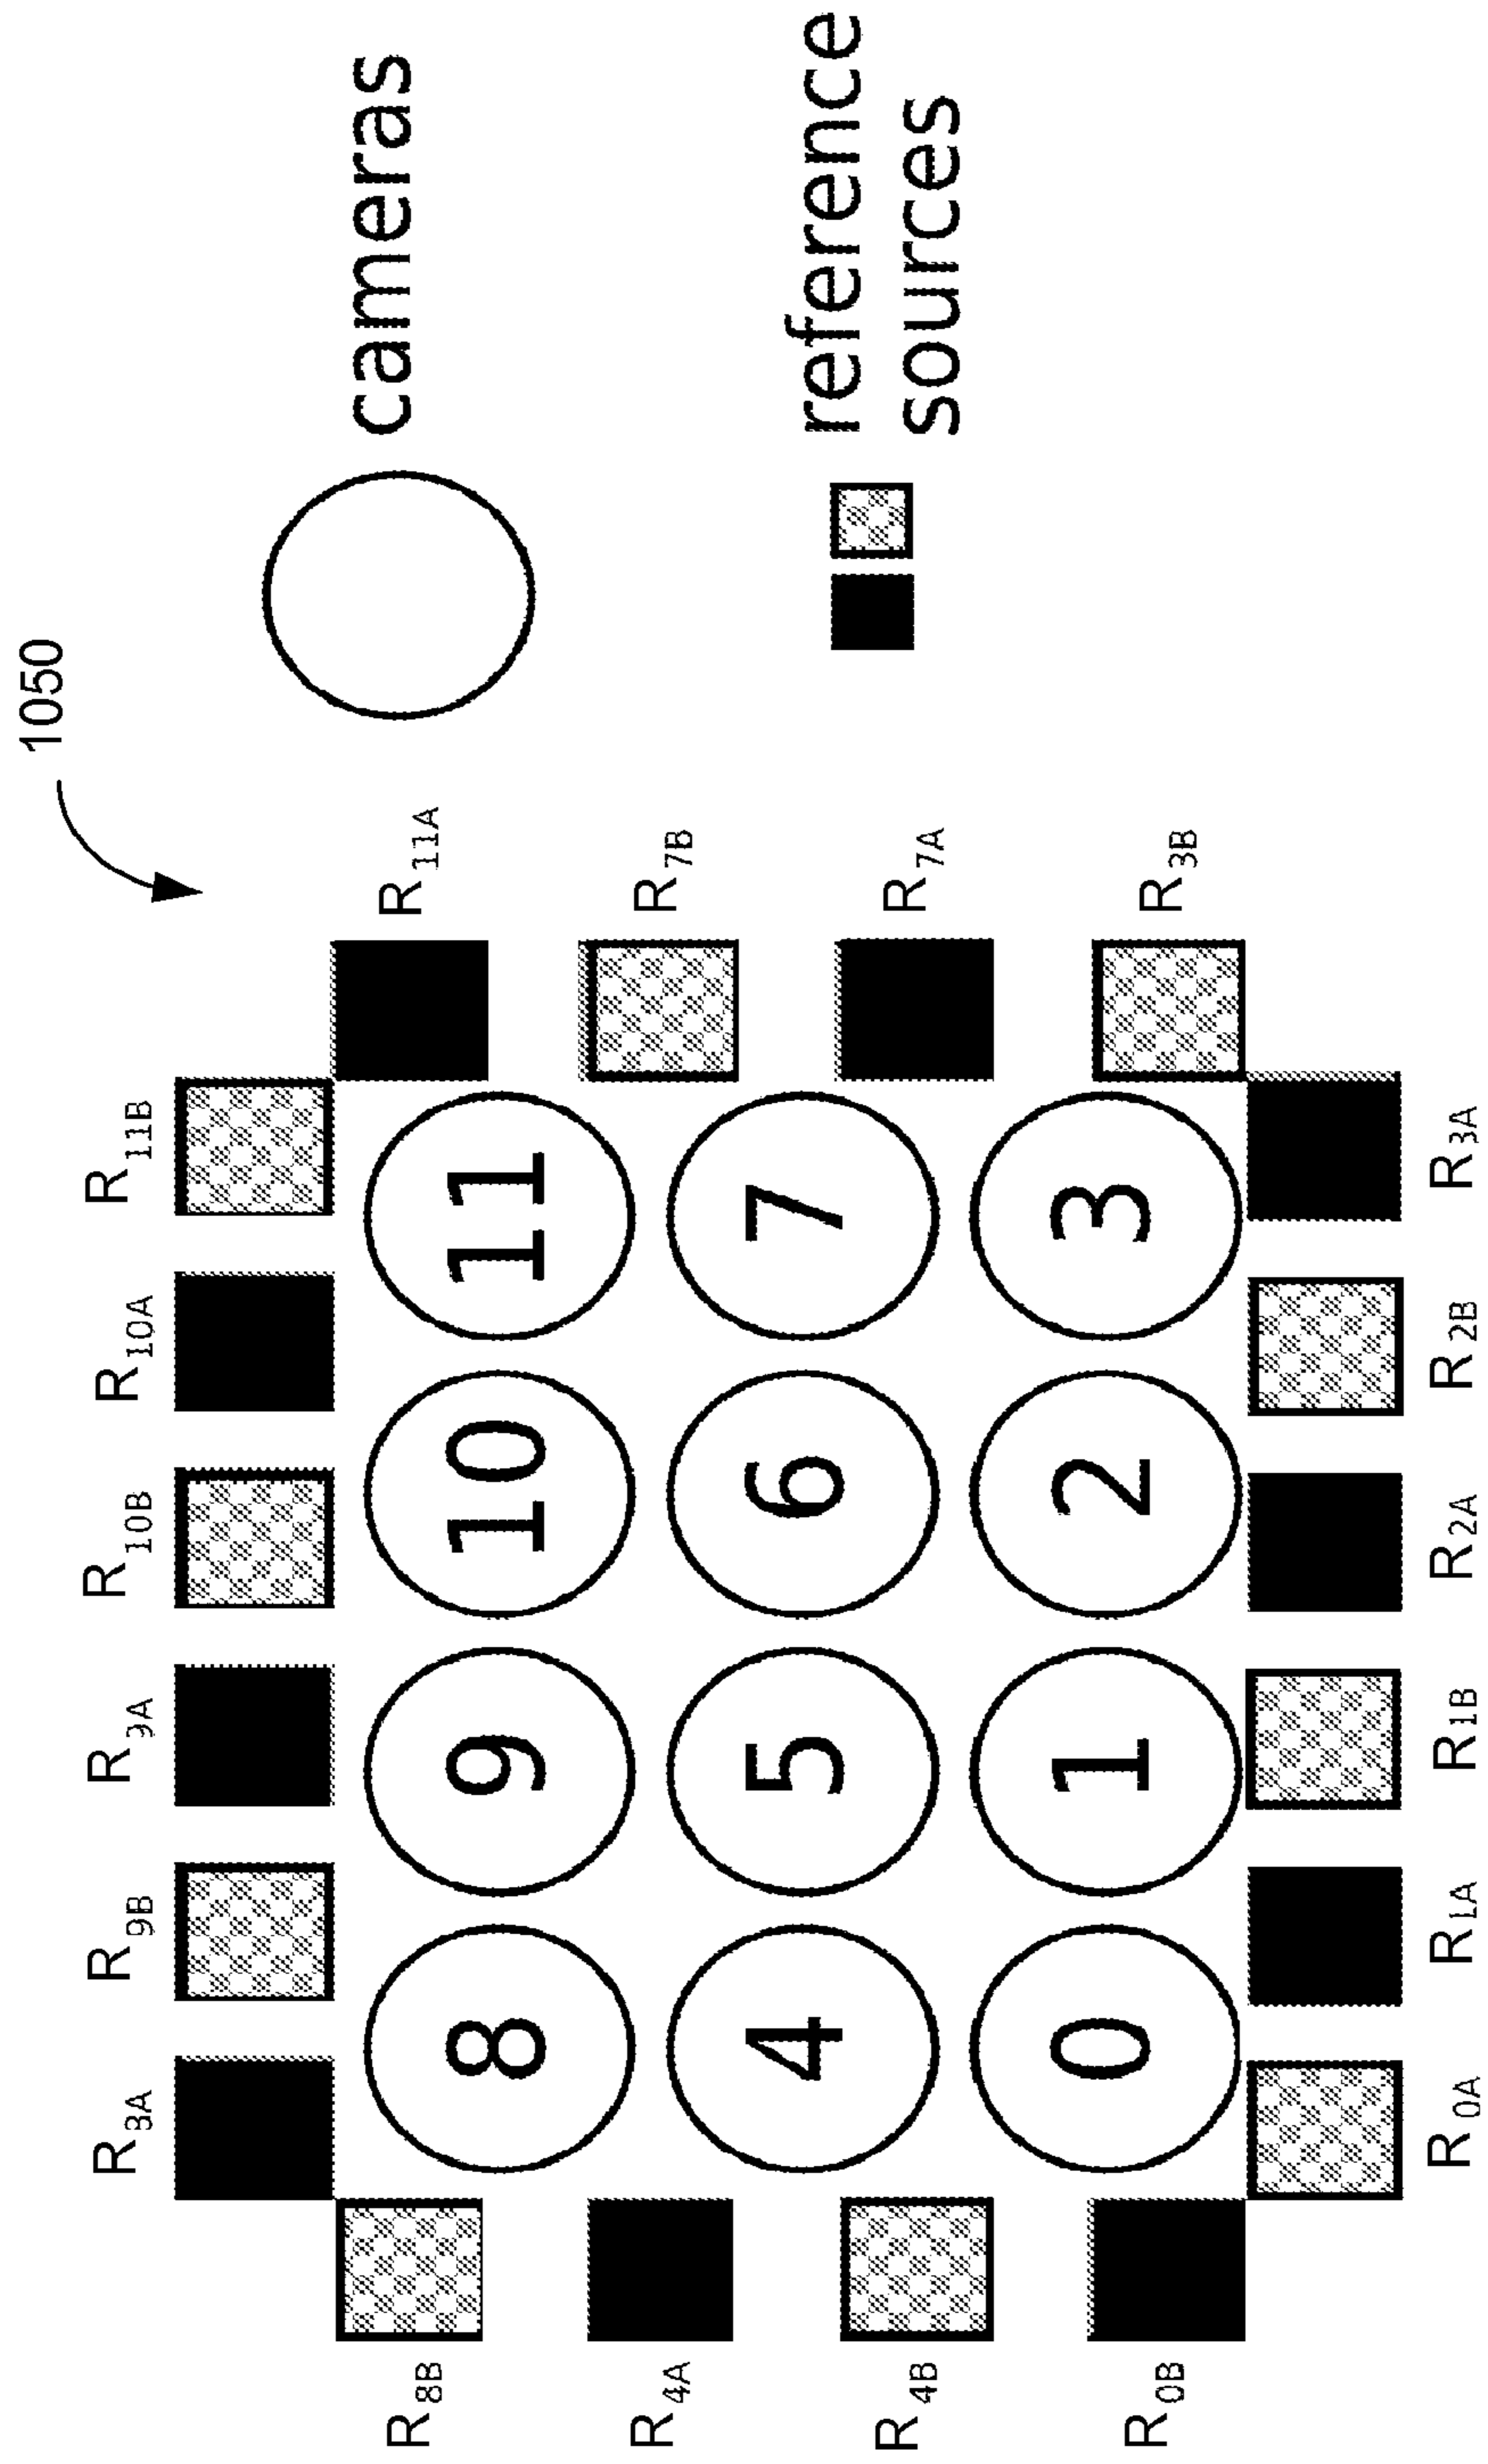 1050
R8A R9B R9A R10B R10A R11B
R8B 8 9 10 11 R11A
cameras
R4A 4 5 6 7 R7B
R4B R7A
reference
sources
R0B 0 1 2 3 R3B
R0A R1A R1B R2A R2B R3A